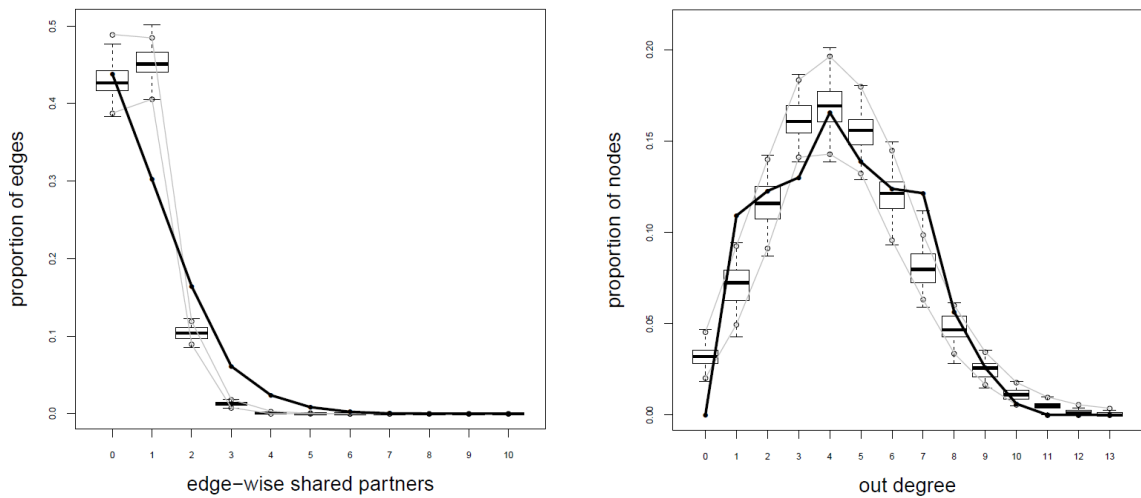 proportion of edges
0.5
0.4
0.3
0.2
0.1
0.0
0 1 2 3 4 5 6 7 8 9 10
edge-wise shared partners
proportion of nodes
0.20
0.15
0.10
0.05
0.00
0 1 2 3 4 5 6 7 8 9 10 11 12 13
out degree